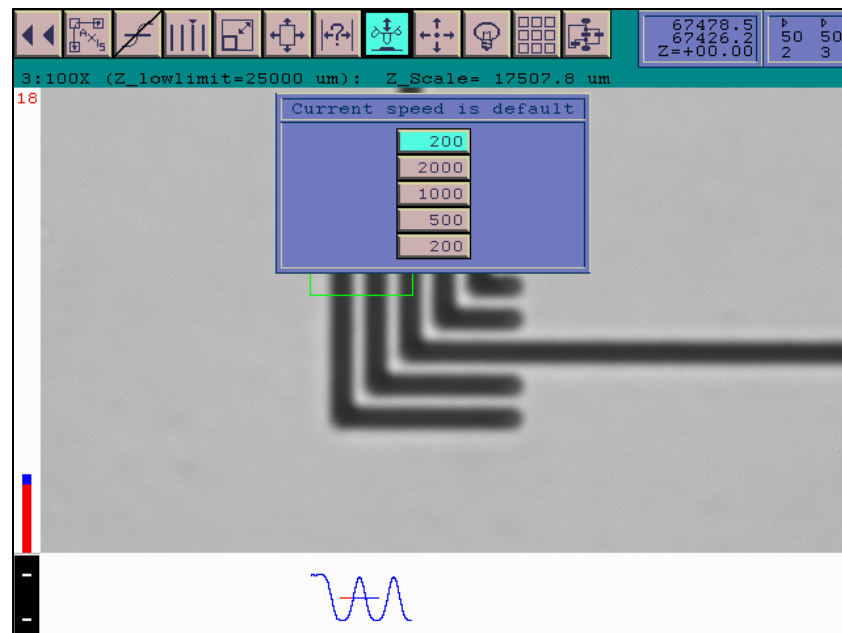 AXIS
?
67478.5
67426.2
Z=+00.00
50 50
2 3
3:100X (Z_lowlimit=25000 um): Z_Scale= 17507.8 um
18
Current speed is default
200
2000
1000
500
200